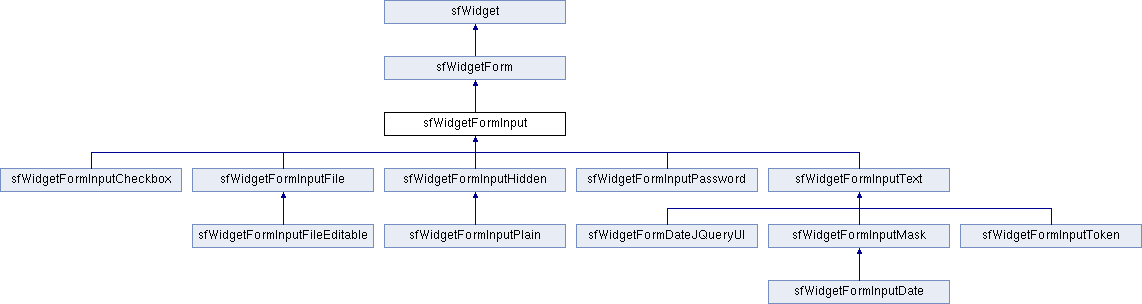 sfWidget
sfWidgetForm
sfWidgetFormInput
sfWidgetFormInputCheckbox
sfWidgetFormInputFile
sfWidgetFormInputHidden
sfWidgetFormInputPassword
sfWidgetFormInputText
sfWidgetFormInputFileEditable
sfWidgetFormInputPlain
sfWidgetFormDateJQueryUI
sfWidgetFormInputMask
sfWidgetFormInputToken
sfWidgetFormInputDate